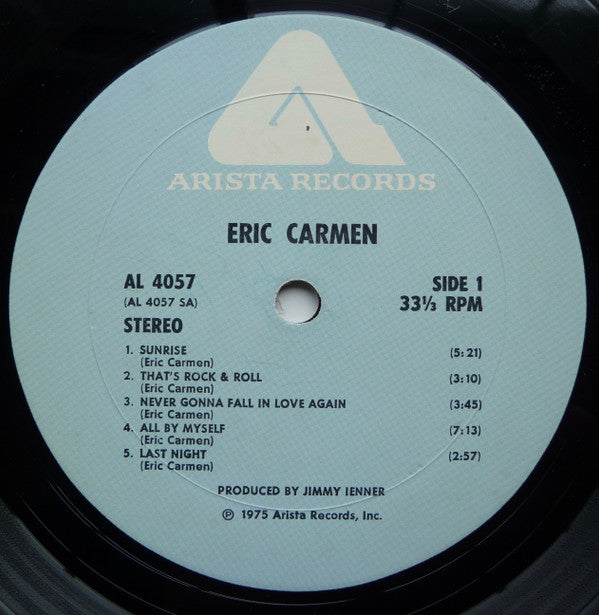 ARISTA RECORDS
ERIC CARMEN
AL 4057
(AL 4057 SA)
STEREO
SIDE 1
33⅓ RPM
1. SUNRISE (5:21)
(Eric Carmen)
2. THAT'S ROCK & ROLL (3:10)
(Eric Carmen)
3. NEVER GONNA FALL IN LOVE AGAIN (3:45)
(Eric Carmen)
4. ALL BY MYSELF (7:13)
(Eric Carmen)
5. LAST NIGHT (2:57)
(Eric Carmen)
PRODUCED BY JIMMY IENNER
℗ 1975 Arista Records, Inc.